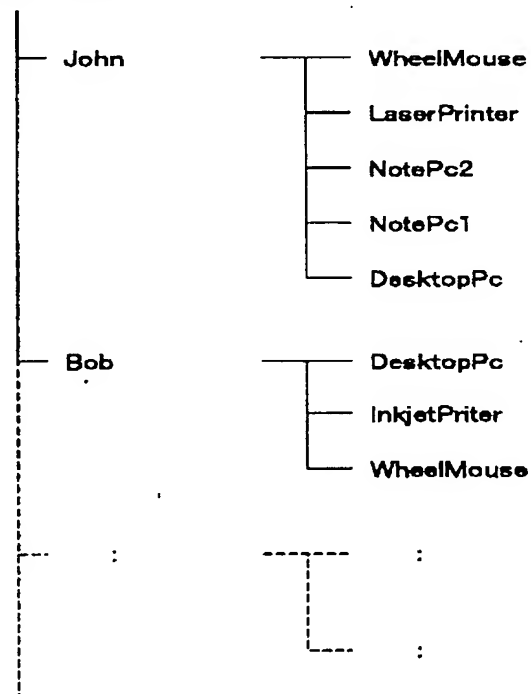 John WheelMouse
LaserPrinter
NotePc2
NotePc1
DesktopPc
Bob DesktopPc
InkjetPriter
WheelMouse
: :
: